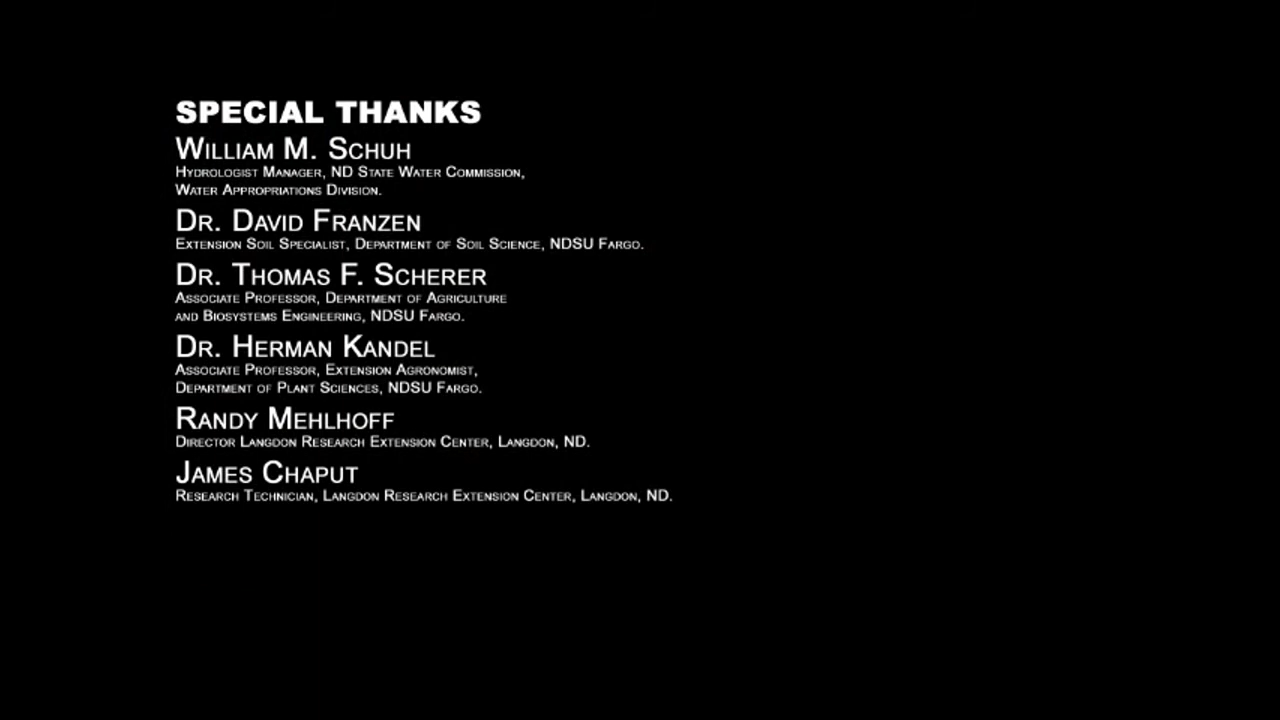 SPECIAL THANKS
WILLIAM M. SCHUH
HYDROLOGIST MANAGER, ND STATE WATER COMMISSION,
WATER APPROPRIATIONS DIVISION.
DR. DAVID FRANZEN
EXTENSION SOIL SPECIALIST, DEPARTMENT OF SOIL SCIENCE, NDSU FARGO.
DR. THOMAS F. SCHERER
ASSOCIATE PROFESSOR, DEPARTMENT OF AGRICULTURE
AND BIOSYSTEMS ENGINEERING, NDSU FARGO.
DR. HERMAN KANDEL
ASSOCIATE PROFESSOR, EXTENSION AGRONOMIST,
DEPARTMENT OF PLANT SCIENCES, NDSU FARGO.
RANDY MEHLHOFF
DIRECTOR LANGDON RESEARCH EXTENSION CENTER, LANGDON, ND.
JAMES CHAPUT
RESEARCH TECHNICIAN, LANGDON RESEARCH EXTENSION CENTER, LANGDON, ND.